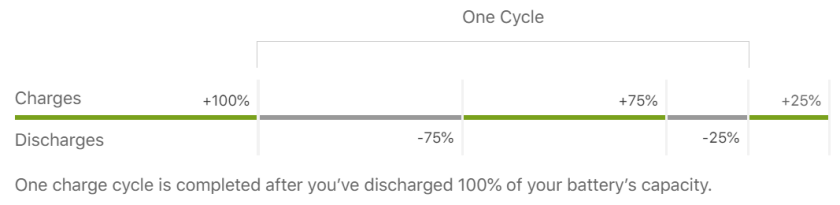 One Cycle
Charges +100% +75% +25%
Discharges -75% -25%
One charge cycle is completed after you’ve discharged 100% of your battery’s capacity.